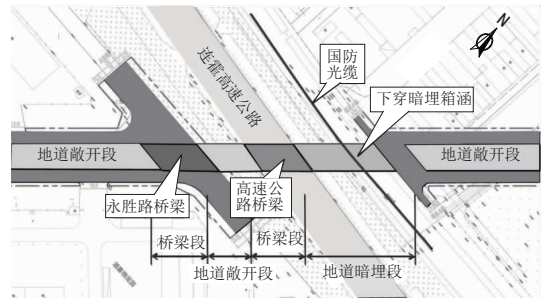 N
国防
光缆
连霍高速公路
下穿暗埋箱涵
地道敞开段
地道敞开段
永胜路桥梁
高速公
路桥梁
桥梁段
桥梁段
地道敞开段
地道暗埋段